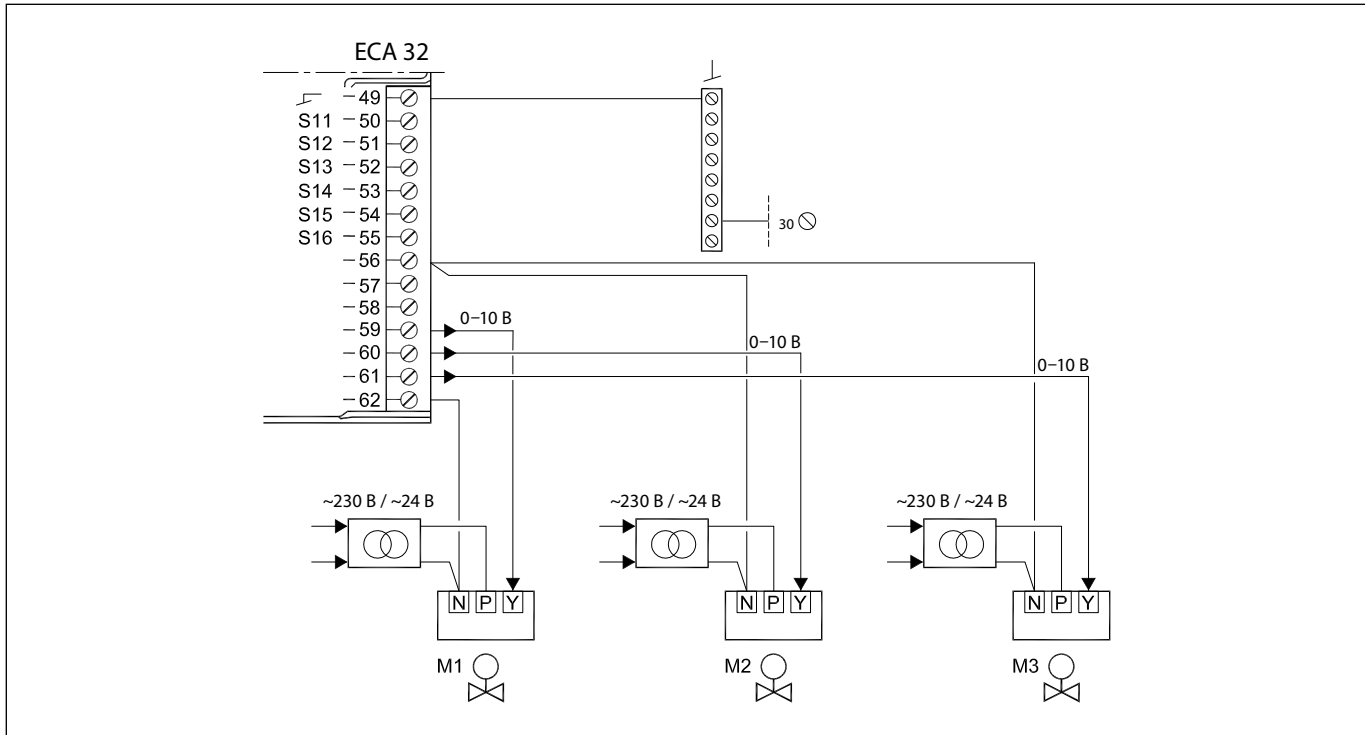 ECA 32
49
S11 50
S12 51
S13 52
S14 53
S15 54
S16 55
56
57
58
59
60
61
62
30
0–10 В
0–10 В
0–10 В
~230 В / ~24 В
~230 В / ~24 В
~230 В / ~24 В
N P Y
N P Y
N P Y
M1
M2
M3